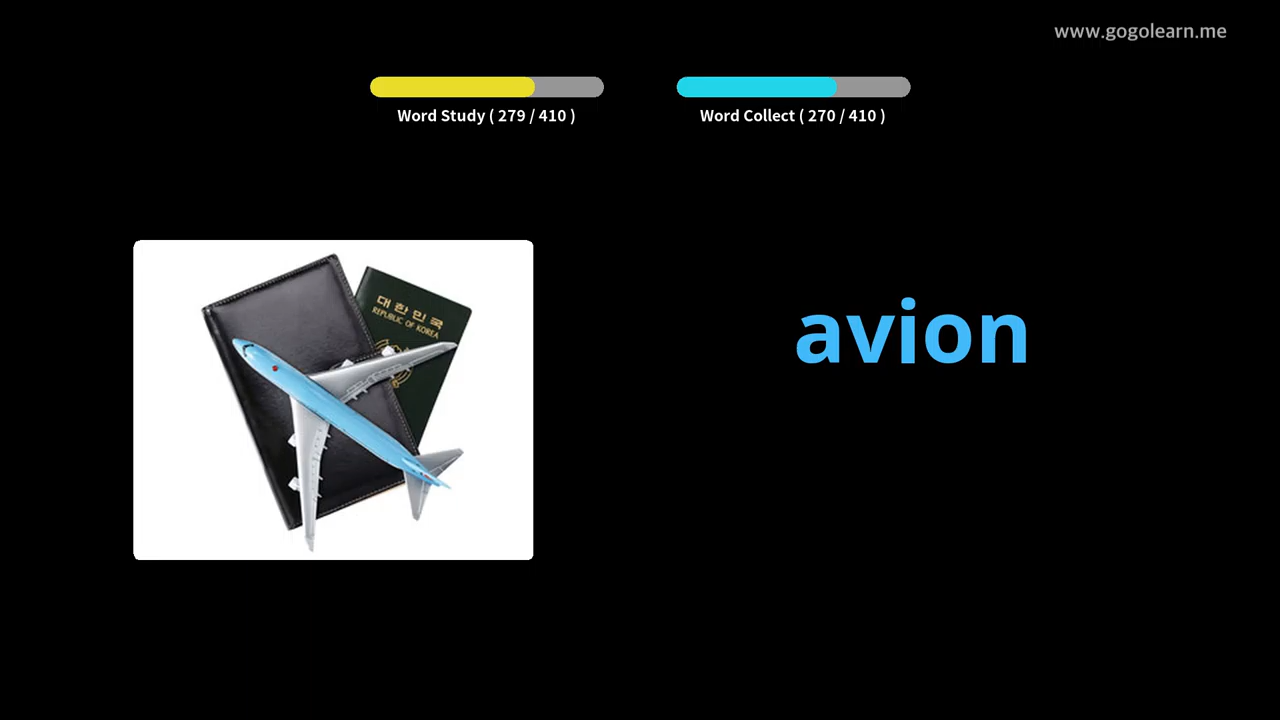 www.gogolearn.me
Word Study ( 279 / 410 )
Word Collect ( 270 / 410 )
대한민국
REPUBLIC OF KOREA
avion